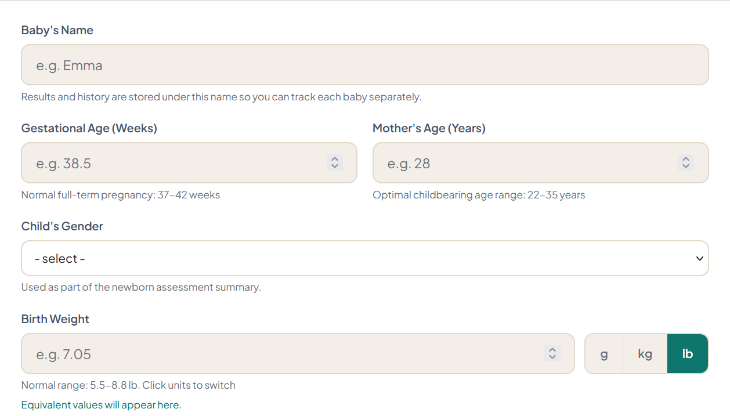 Baby's Name
e.g. Emma
Results and history are stored under this name so you can track each baby separately.
Gestational Age (Weeks)
e.g. 38.5
Normal full-term pregnancy: 37–42 weeks
Mother's Age (Years)
e.g. 28
Optimal childbearing age range: 22–35 years
Child's Gender
- select -
Used as part of the newborn assessment summary.
Birth Weight
e.g. 7.05
g kg lb
Normal range: 5.5–8.8 lb. Click units to switch
Equivalent values will appear here.